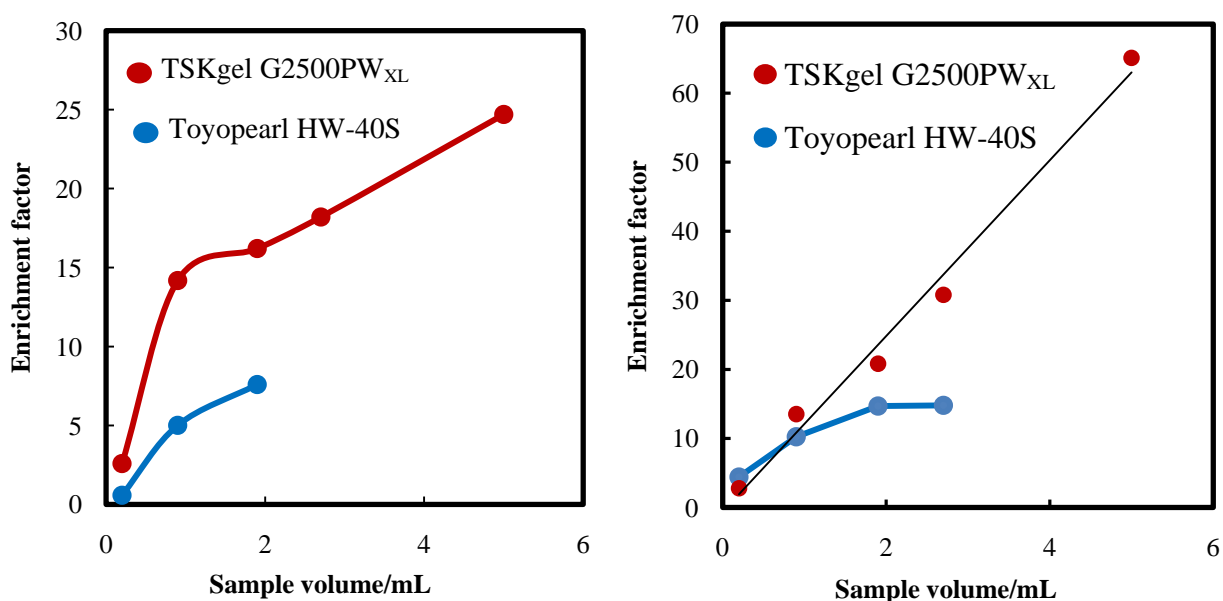 30
25
20
15
10
5
0
Enrichment factor
TSKgel G2500PWXL
Toyopearl HW-40S
0 2 4 6
Sample volume/mL
70
60
50
40
30
20
10
0
Enrichment factor
TSKgel G2500PWXL
Toyopearl HW-40S
0 2 4 6
Sample volume/mL